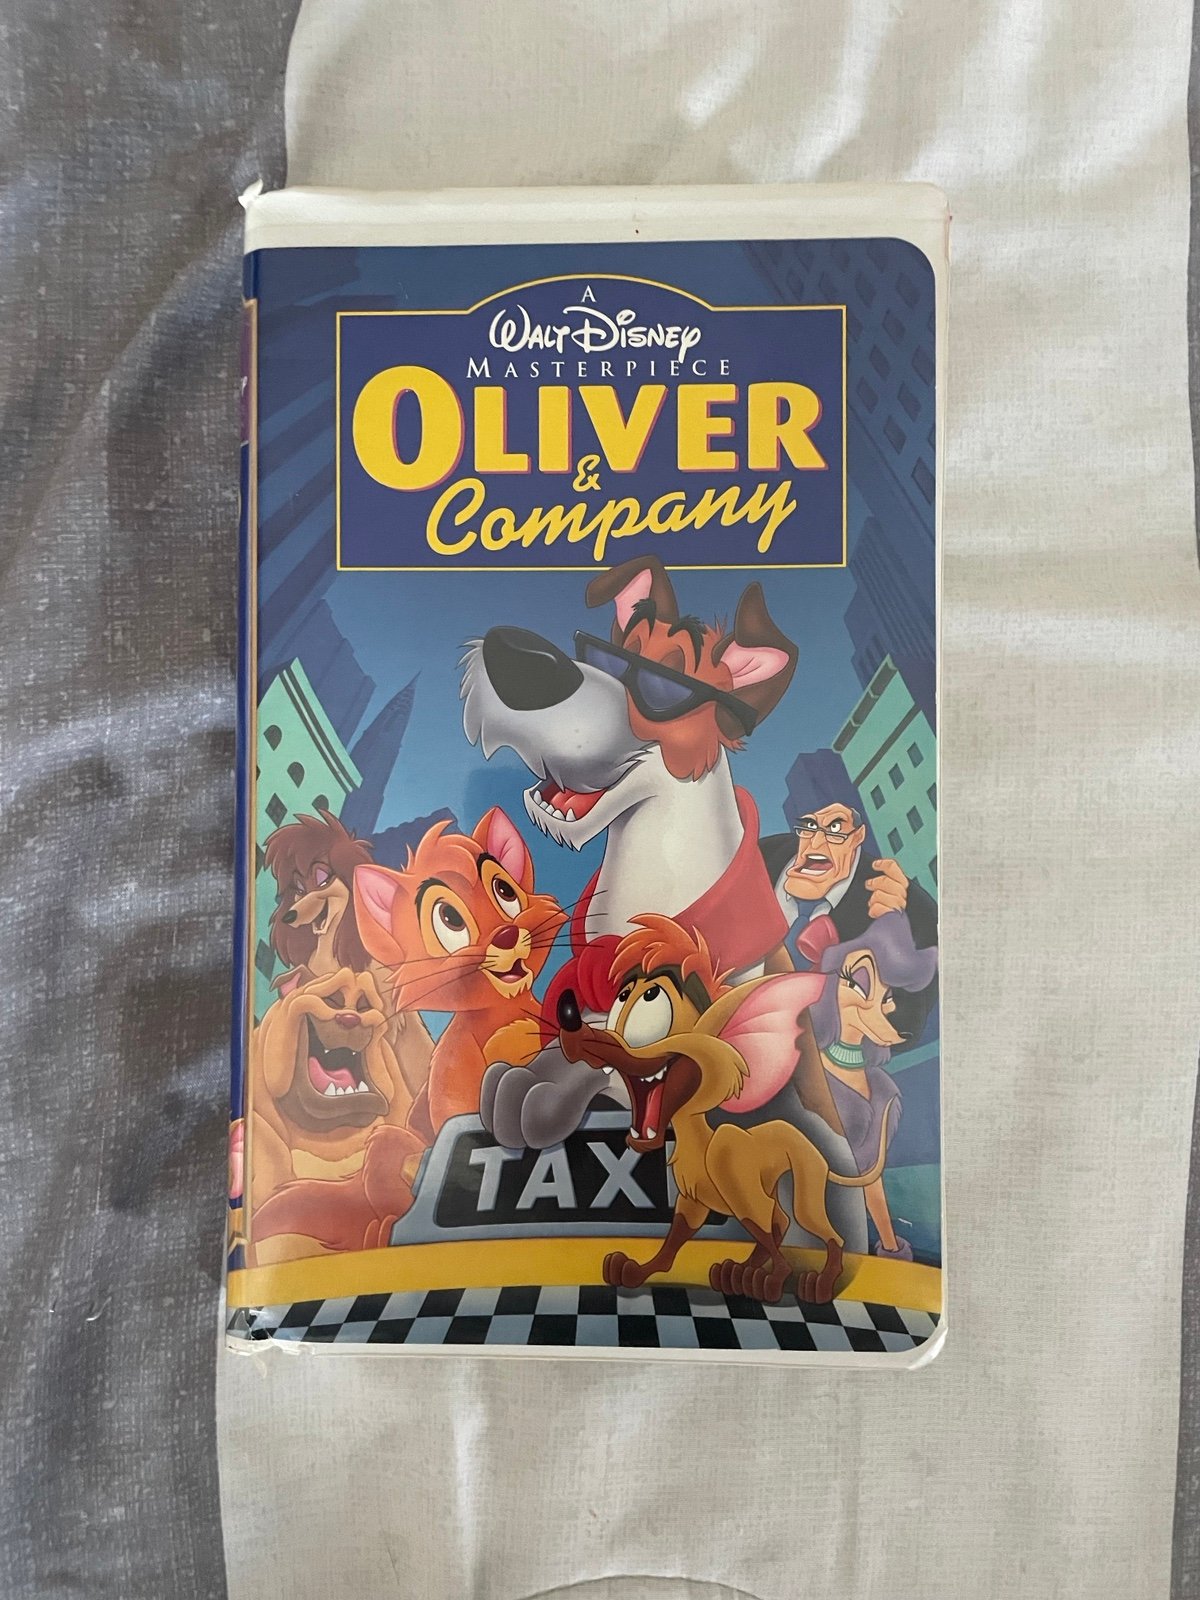 A
WALT DISNEY
MASTERPIECE
OLIVER
&
Company
TAXI